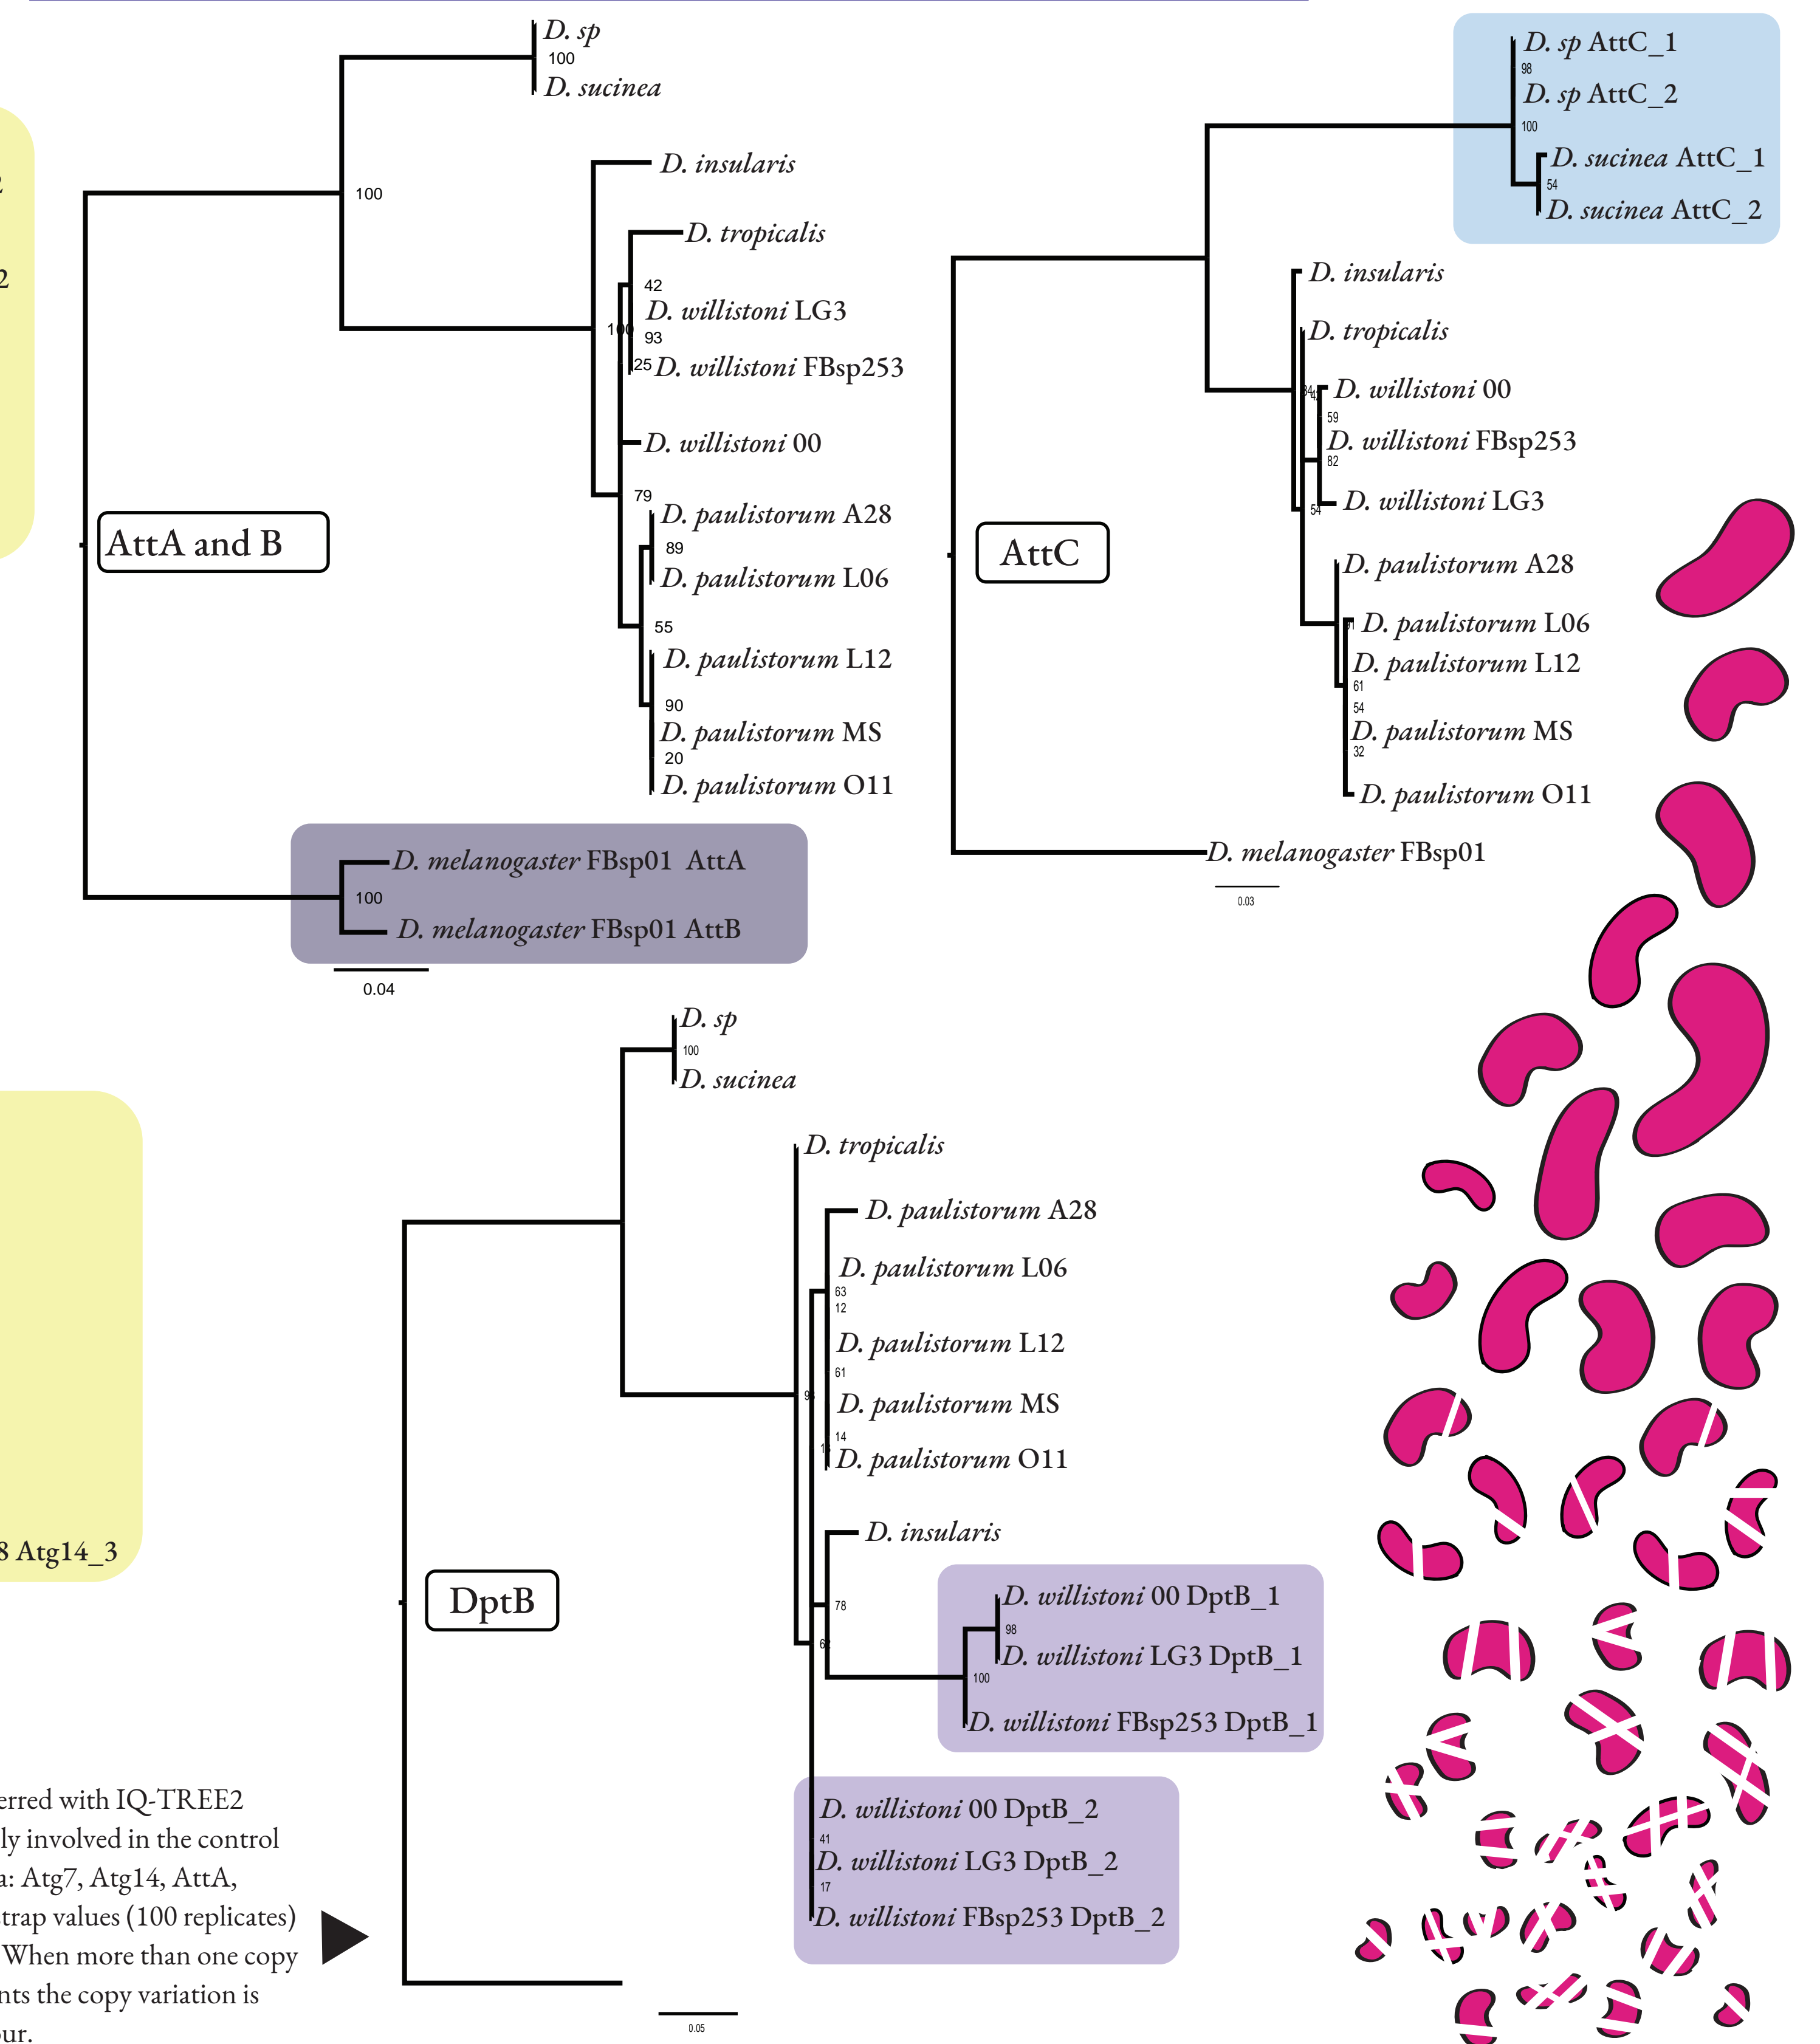 D. sp
100
D. sucinea
100
D. insularis
D. tropicalis
42
D. willistoni LG3
100
93
25
D. willistoni FBsp253
D. willistoni 00
79
D. paulistorum A28
89
D. paulistorum L06
55
D. paulistorum L12
90
D. paulistorum MS
20
D. paulistorum O11
AttA and B
D. melanogaster FBsp01 AttA
100
D. melanogaster FBsp01 AttB
0.04
D. sp AttC_1
98
D. sp AttC_2
100
D. sucinea AttC_1
54
D. sucinea AttC_2
D. insularis
D. tropicalis
D. willistoni 00
59
D. willistoni FBsp253
82
D. willistoni LG3
54
D. paulistorum A28
D. paulistorum L06
D. paulistorum L12
61
54
D. paulistorum MS
32
D. paulistorum O11
AttC
D. melanogaster FBsp01
0.03
D. sp
100
D. sucinea
D. tropicalis
D. paulistorum A28
D. paulistorum L06
63
12
D. paulistorum L12
61
D. paulistorum MS
14
D. paulistorum O11
D. insularis
D. willistoni 00 DptB_1
78
98
D. willistoni LG3 DptB_1
100
D. willistoni FBsp253 DptB_1
D. willistoni 00 DptB_2
41
D. willistoni LG3 DptB_2
17
D. willistoni FBsp253 DptB_2
DptB
0.05
2
2
8 Atg14_3
erred with IQ-TREE2
ly involved in the control
a: Atg7, Atg14, AttA,
strap values (100 replicates)
When more than one copy
nts the copy variation is
our.